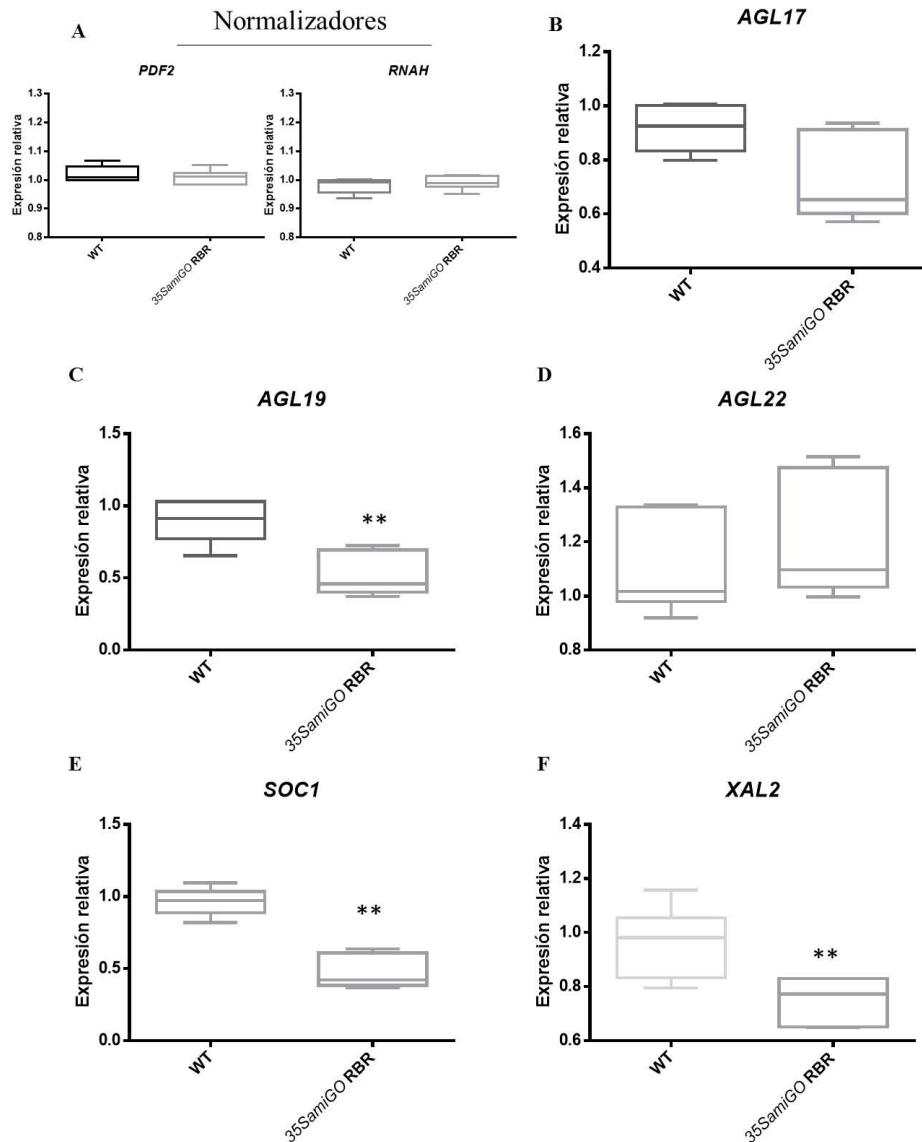 Normalizadores
A
PDF2
Expresión relativa
1.3
1.2
1.1
1.0
0.9
0.8
WT
35SamiGO RBR
RNAH
Expresión relativa
1.3
1.2
1.1
1.0
0.9
0.8
WT
35SamiGO RBR
B
AGL17
Expresión relativa
1.2
1.0
0.8
0.6
0.4
WT
35SamiGO RBR
C
AGL19
Expresión relativa
1.5
1.0
0.5
0.0
**
WT
35SamiGO RBR
D
AGL22
Expresión relativa
1.6
1.4
1.2
1.0
0.8
WT
35SamiGO RBR
E
SOC1
Expresión relativa
1.5
1.0
0.5
0.0
**
WT
35SamiGO RBR
F
XAL2
Expresión relativa
1.4
1.2
1.0
0.8
0.6
**
WT
35SamiGO RBR